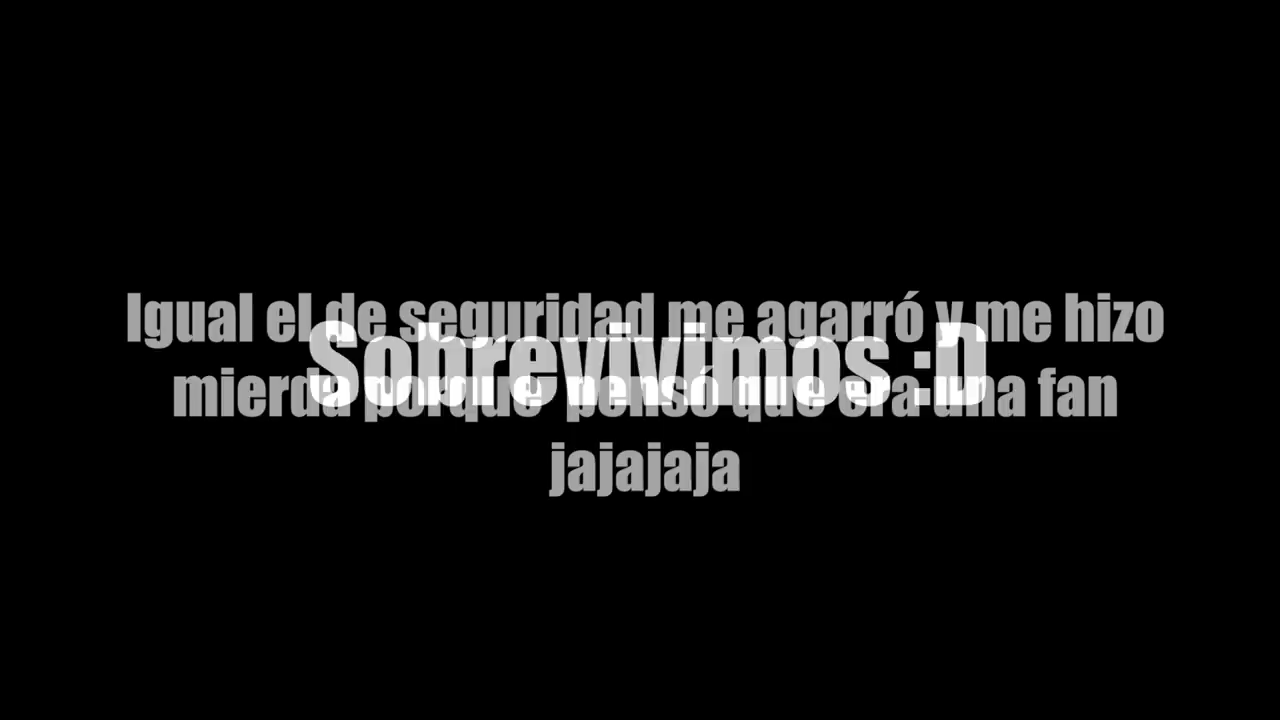 Igual el de seguridad me agarró y me hizo
Sobrevivimos :D
mierda porque pensó que era una fan
jajajaja